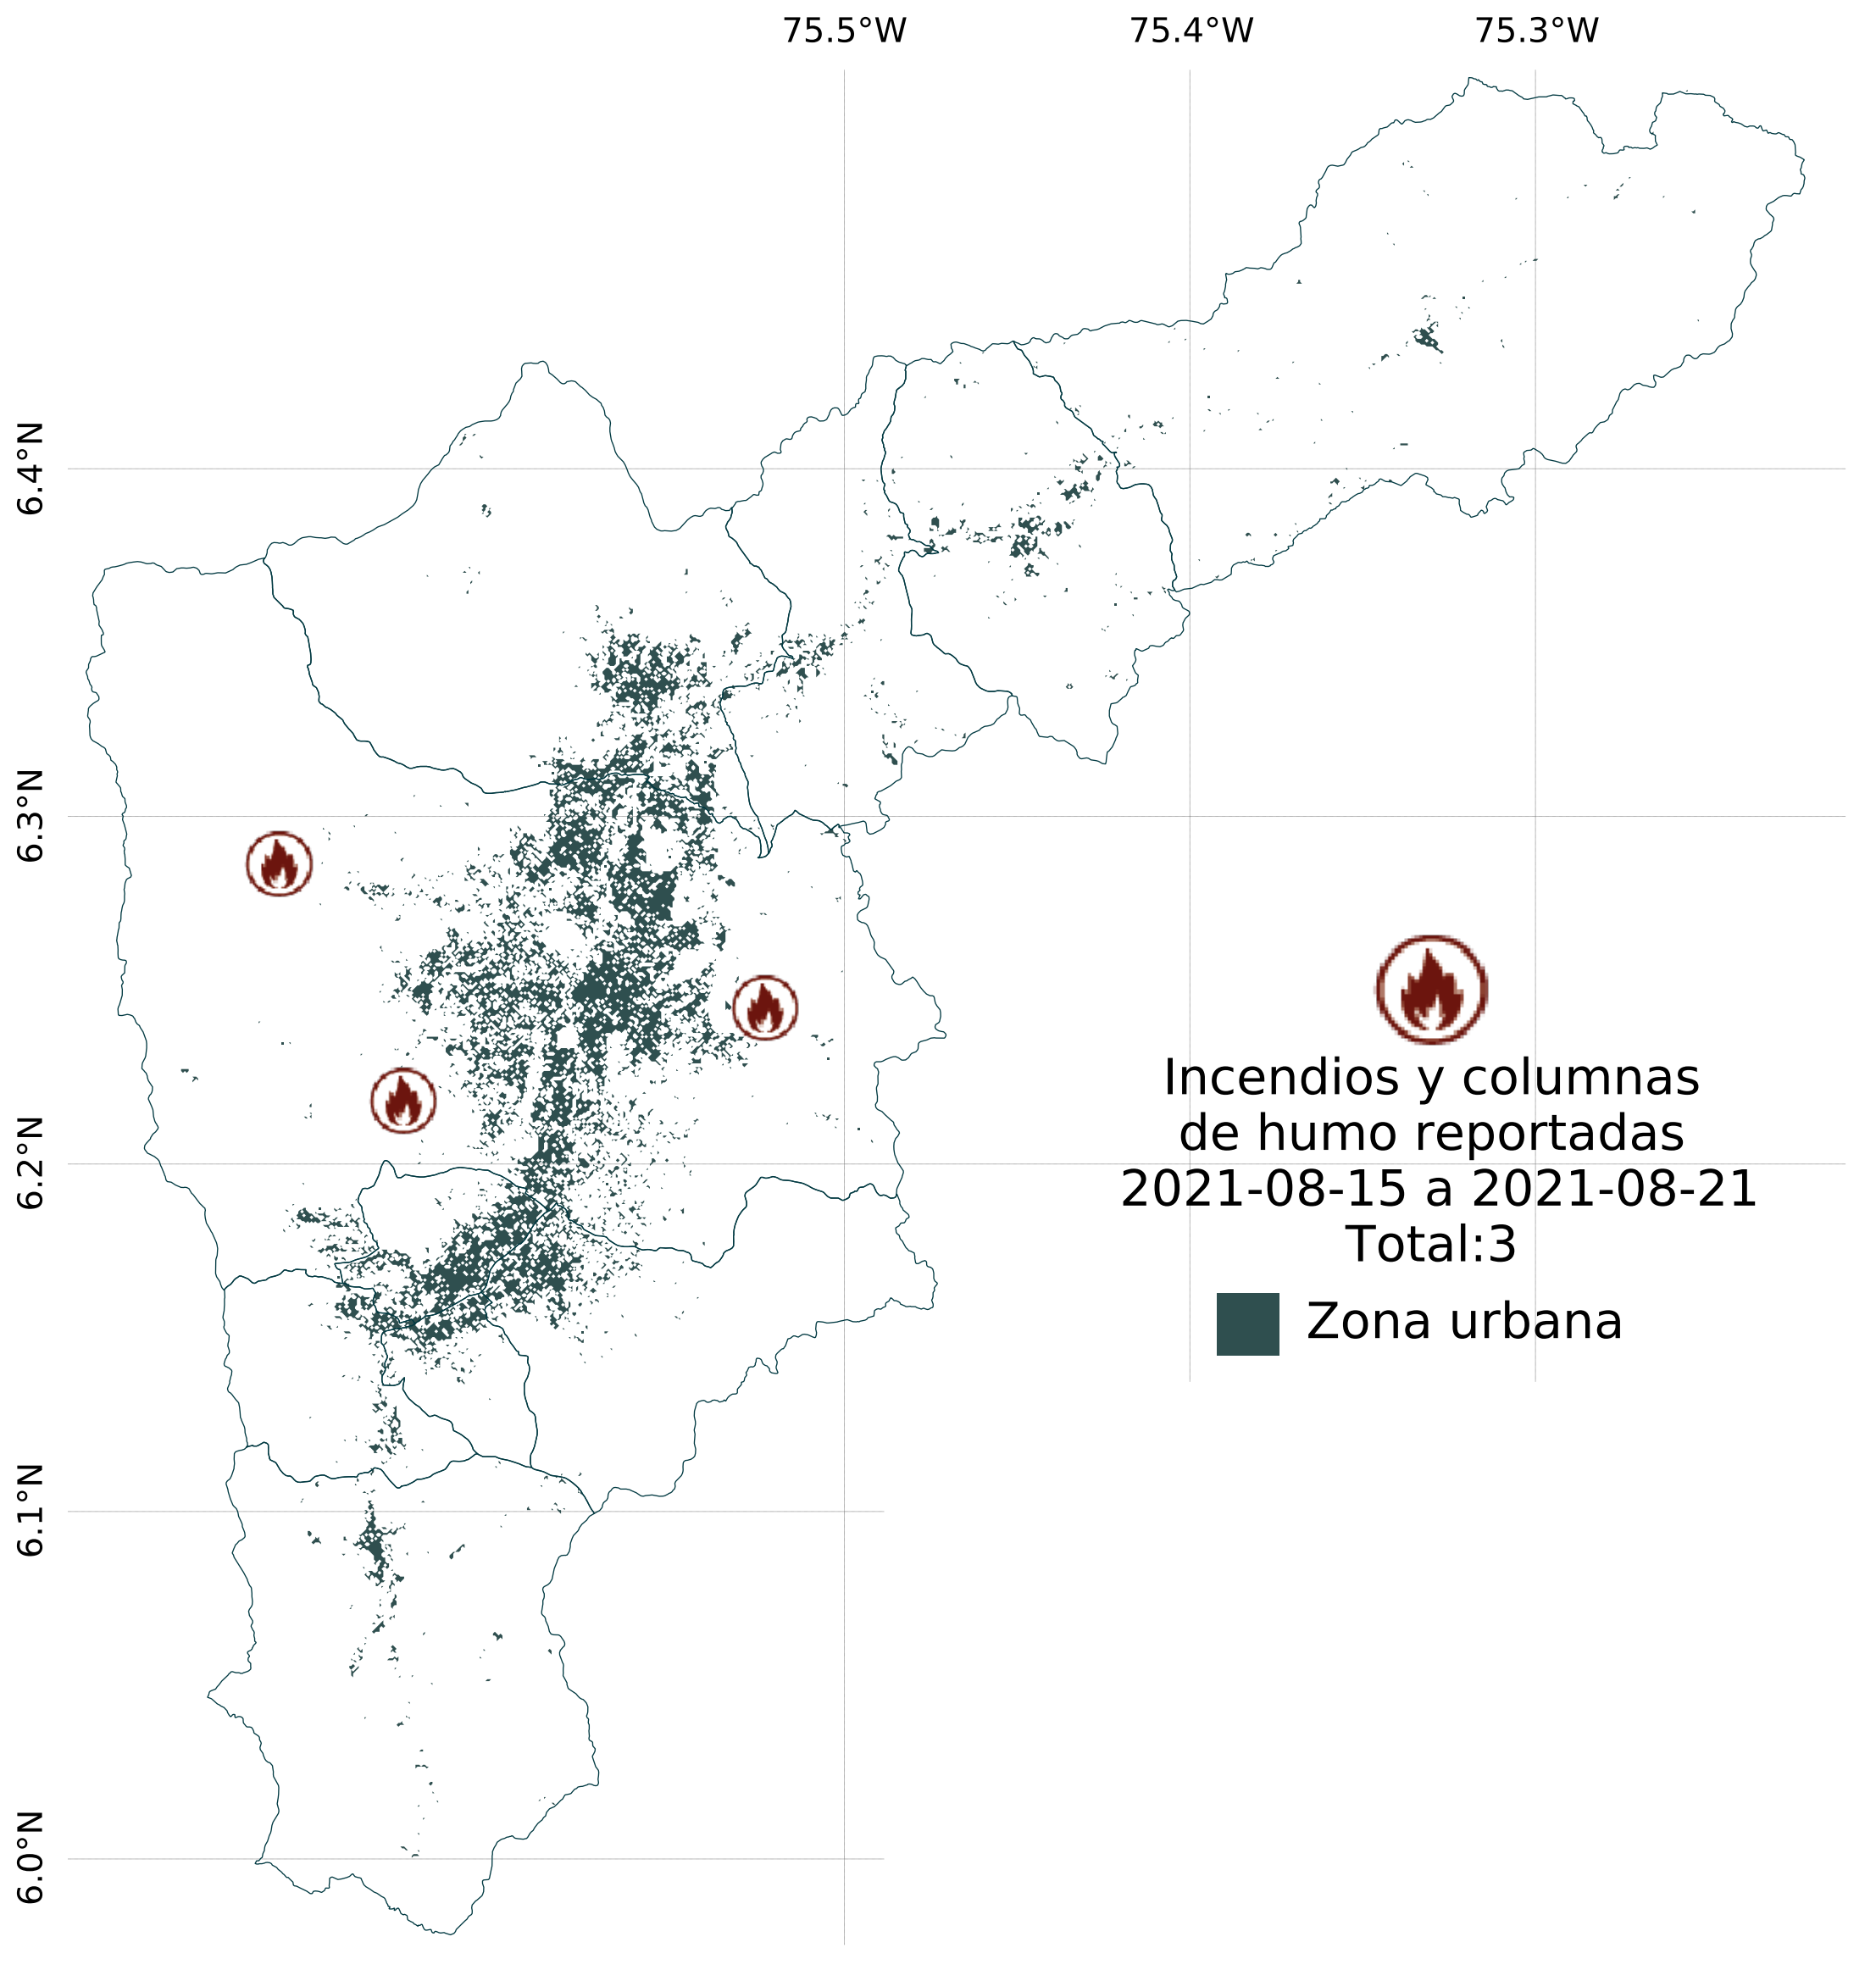 75.5°W 75.4°W 75.3°W
6.4°N
6.3°N
6.2°N
6.1°N
6.0°N
Incendios y columnas
de humo reportadas
2021-08-15 a 2021-08-21
Total:3
Zona urbana